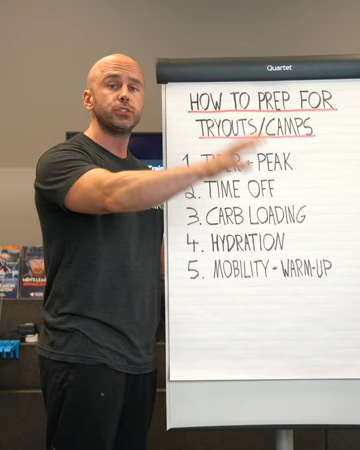 Quartet
HOW TO PREP FOR
TRYOUTS/CAMPS
1. + PEAK
2. TIME OFF
3. CARB LOADING
4. HYDRATION
5. MOBILITY + WARM-UP